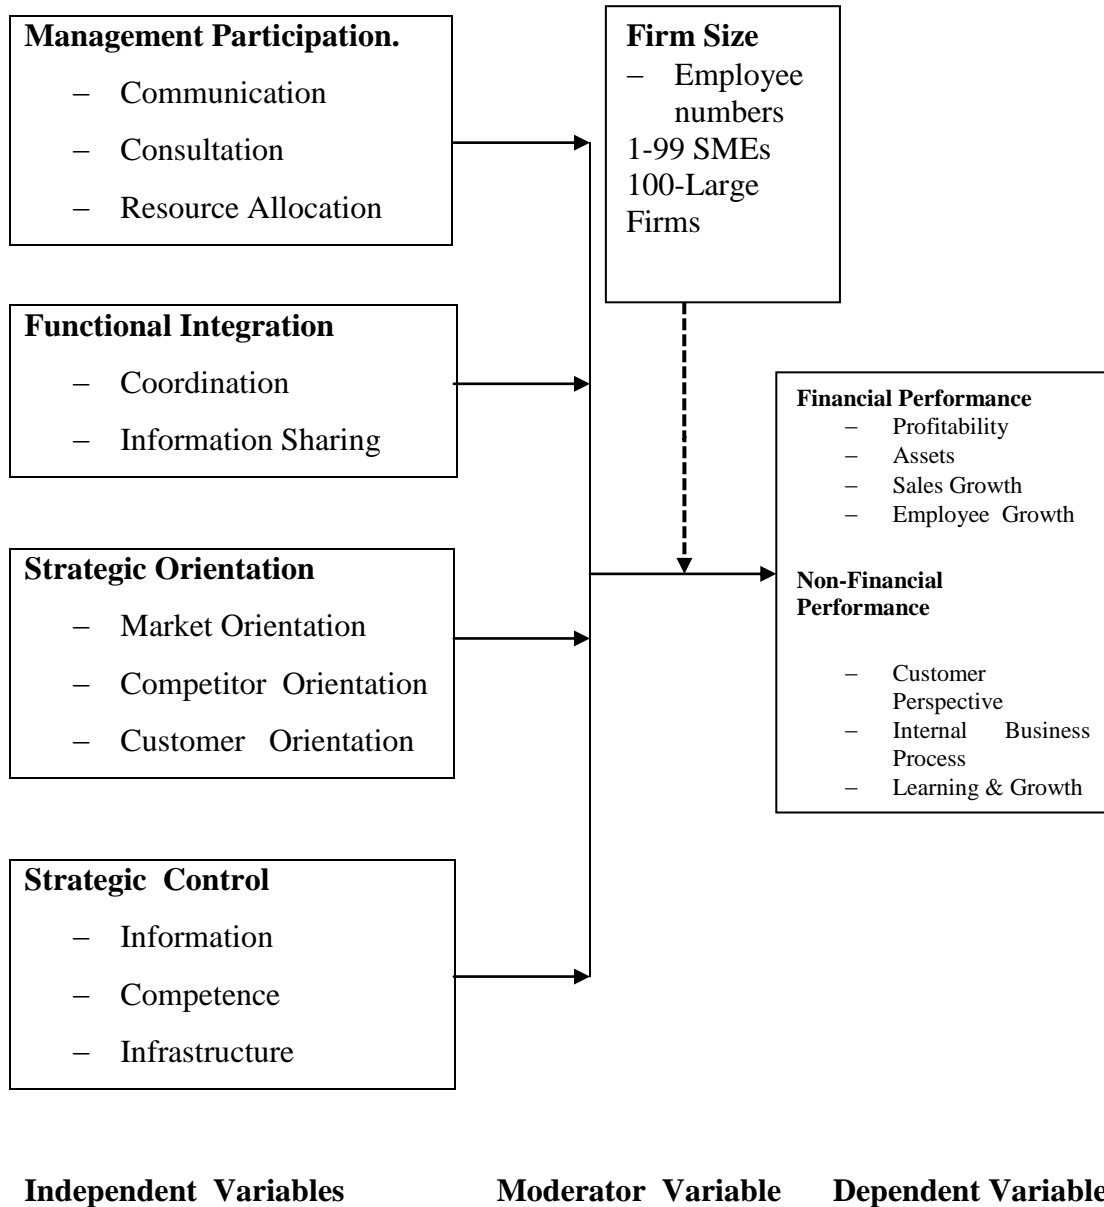 Management Participation.
– Communication
– Consultation
– Resource Allocation
Firm Size
– Employee
numbers
1-99 SMEs
100-Large
Firms
Functional Integration
– Coordination
– Information Sharing
Financial Performance
– Profitability
– Assets
– Sales Growth
– Employee Growth
Non-Financial
Performance
– Customer
Perspective
– Internal Business
Process
– Learning & Growth
Strategic Orientation
– Market Orientation
– Competitor Orientation
– Customer Orientation
Strategic Control
– Information
– Competence
– Infrastructure
Independent Variables Moderator Variable Dependent Variable